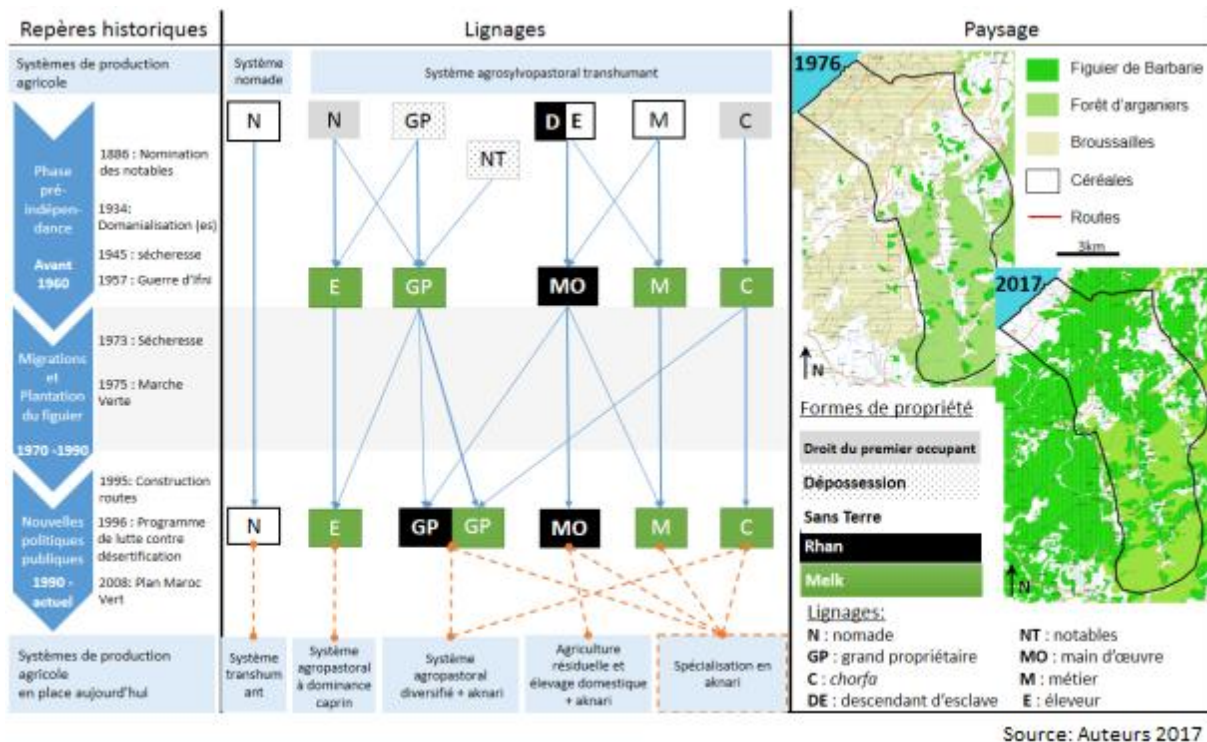 Repères historiques
Lignages
Paysage
Systèmes de production
agricole
Système
nomade
Système agrosylvopastoral transhumant
N
N
GP
D E
M
C
NT
Phase
pré-
indépen-
dance
Avant
1960
1886 : Nomination
des notables
1934:
Domanialisation (es)
1945 : sécheresse
1957 : Guerre d'Ifni
E
GP
MO
M
C
Migrations
et
Plantation
du figuier
1970 -1990
1973 : Sécheresse
1975 : Marche
Verte
Nouvelles
politiques
publiques
1990 -
actuel
1995: Construction
routes
1996 : Programme
de lutte contre
désertification
2008: Plan Maroc
Vert
N
E
GP
GP
MO
M
C
Systèmes de production
agricole
en place aujourd'hui
Système
transhum
ant
Système
agropastoral
à dominance
caprin
Système
agropastoral
diversifié + aknari
Agriculture
résiduelle et
élevage domestique
+ aknari
Spécialisation en
aknari
1976
Figuier de Barbarie
Forêt d'arganiers
Broussailles
Céréales
Routes
3km
2017
N
N
Formes de propriété
Droit du premier occupant
Dépossession
Sans Terre
Rhan
Melk
Lignages:
N : nomade
GP : grand propriétaire
C : chorfa
DE : descendant d'esclave
NT : notables
MO : main d'œuvre
M : métier
E : éleveur
Source: Auteurs 2017